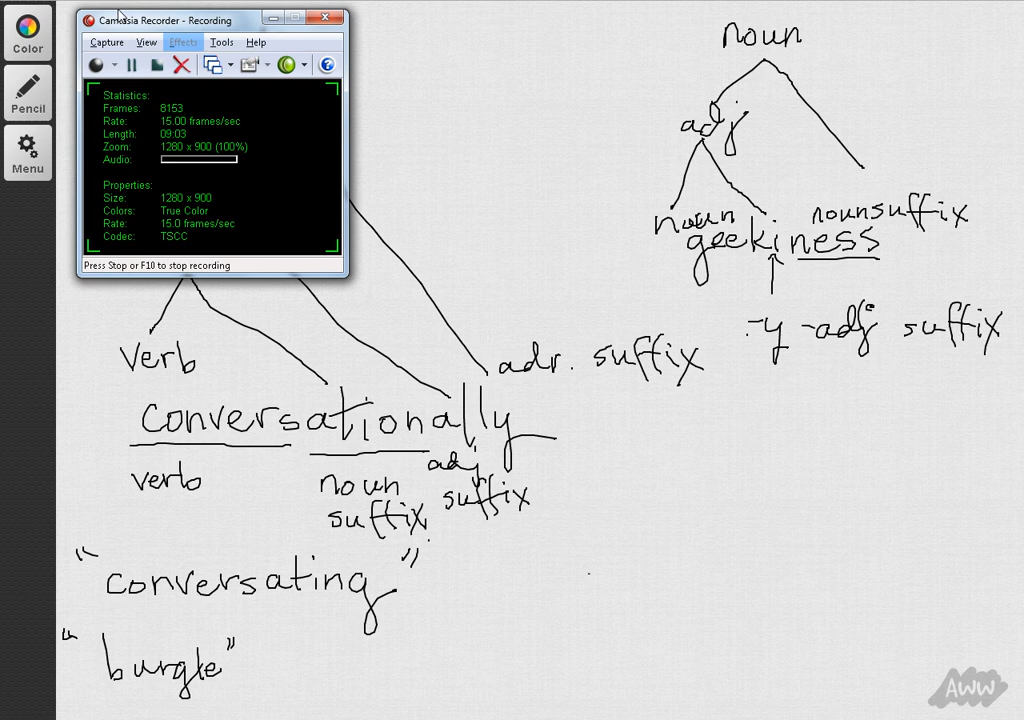 Color
Pencil
Menu
Camtasia Recorder - Recording
Capture View Effects Tools Help
Statistics:
Frames: 8153
Rate: 15.00 frames/sec
Length: 09:03
Zoom: 1280 x 900 (100%)
Audio:
Properties:
Size: 1280 x 900
Colors: True Color
Rate: 15.0 frames/sec
Codec: TSCC
Press Stop or F10 to stop recording
noun
adj
noun nounsuffix
geekiness
-y -adj suffix
verb
adv. suffix
conversationally
verb
noun
suffix
adj
suffix
"conversating"
"burgle"
AWW